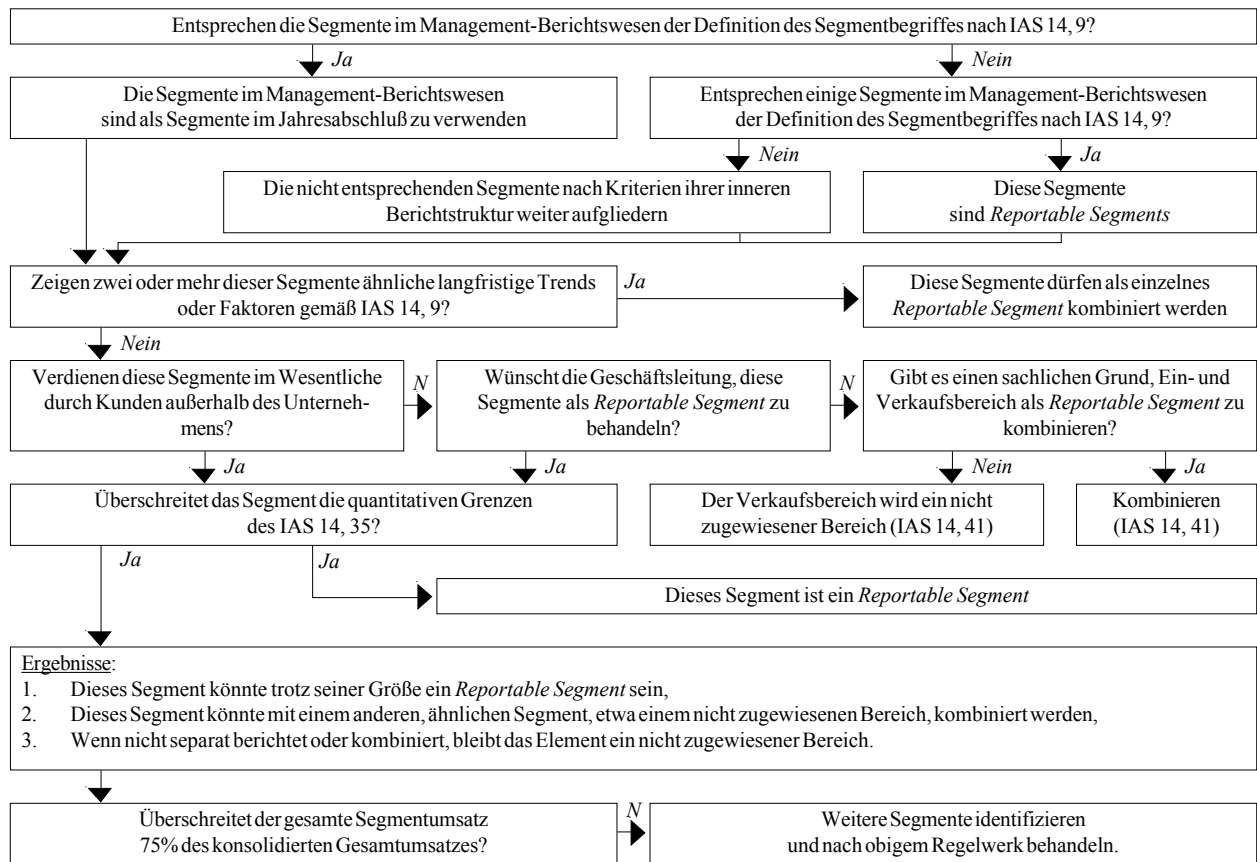 Entsprechen die Segmente im Management-Berichtswesen der Definition des Segmentbegriffes nach IAS 14, 9?
Ja
Nein
Die Segmente im Management-Berichtswesen
sind als Segmente im Jahresabschluß zu verwenden
Entsprechen einige Segmente im Management-Berichtswesen
der Definition des Segmentbegriffes nach IAS 14, 9?
Nein
Ja
Die nicht entsprechenden Segmente nach Kriterien ihrer inneren
Berichtstruktur weiter aufgliedern
Diese Segmente
sind Reportable Segments
Zeigen zwei oder mehr dieser Segmente ähnliche langfristige Trends
oder Faktoren gemäß IAS 14, 9?
Ja
Diese Segmente dürfen als einzelnes
Reportable Segment kombiniert werden
Nein
Verdienen diese Segmente im Wesentliche
durch Kunden außerhalb des Unterneh-
mens?
N
Wünscht die Geschäftsleitung, diese
Segmente als Reportable Segment zu
behandeln?
N
Gibt es einen sachlichen Grund, Ein- und
Verkaufsbereich als Reportable Segment zu
kombinieren?
Ja
Ja
Nein
Ja
Überschreitet das Segment die quantitativen Grenzen
des IAS 14, 35?
Der Verkaufsbereich wird ein nicht
zugewiesener Bereich (IAS 14, 41)
Kombinieren
(IAS 14, 41)
Ja
Ja
Dieses Segment ist ein Reportable Segment
Ergebnisse:
1. Dieses Segment könnte trotz seiner Größe ein Reportable Segment sein,
2. Dieses Segment könnte mit einem anderen, ähnlichen Segment, etwa einem nicht zugewiesenen Bereich, kombiniert werden,
3. Wenn nicht separat berichtet oder kombiniert, bleibt das Element ein nicht zugewiesener Bereich.
Überschreitet der gesamte Segmentumsatz
75% des konsolidierten Gesamtumsatzes?
N
Weitere Segmente identifizieren
und nach obigem Regelwerk behandeln.